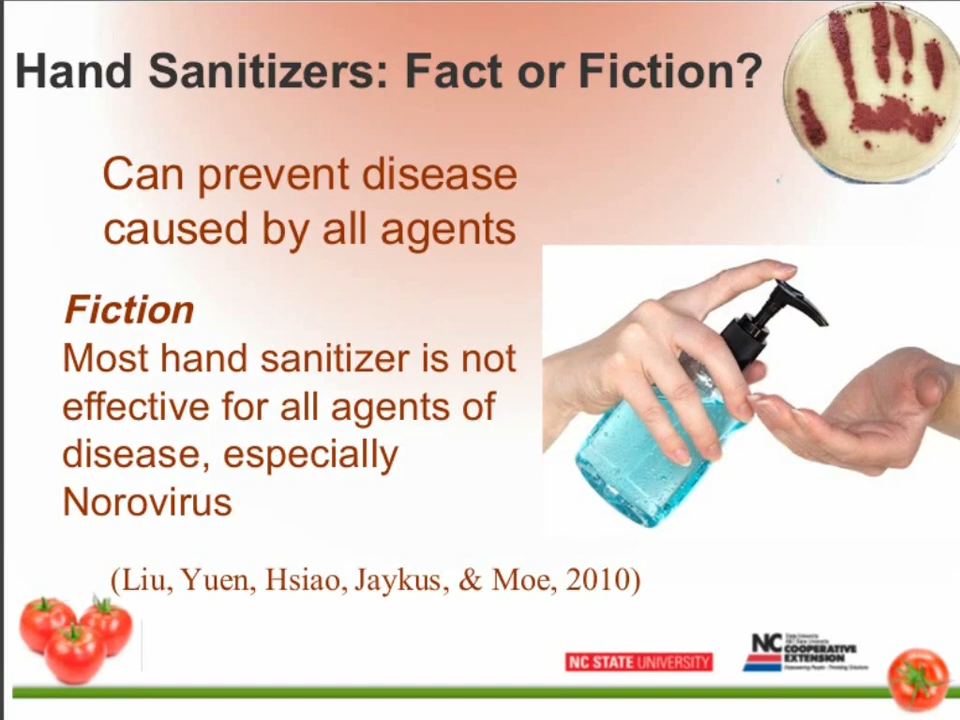 Hand Sanitizers: Fact or Fiction?
Can prevent disease
caused by all agents
Fiction
Most hand sanitizer is not
effective for all agents of
disease, especially
Norovirus
(Liu, Yuen, Hsiao, Jaykus, & Moe, 2010)
NC STATE UNIVERSITY
NC
COOPERATIVE
EXTENSION